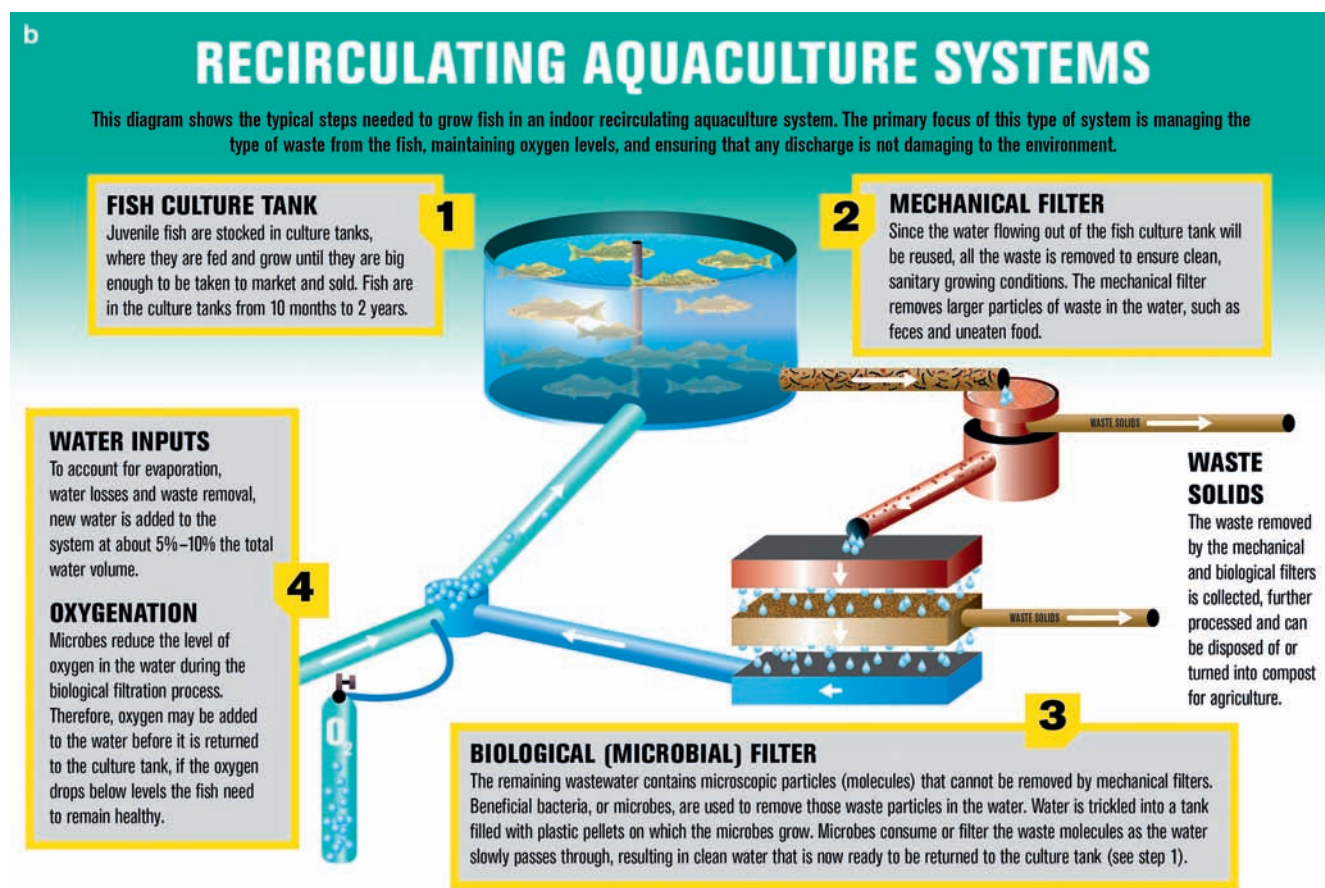 b
RECIRCULATING AQUACULTURE SYSTEMS
This diagram shows the typical steps needed to grow fish in an indoor recirculating aquaculture system. The primary focus of this type of system is managing the
type of waste from the fish, maintaining oxygen levels, and ensuring that any discharge is not damaging to the environment.
1
FISH CULTURE TANK
Juvenile fish are stocked in culture tanks,
where they are fed and grow until they are big
enough to be taken to market and sold. Fish are
in the culture tanks from 10 months to 2 years.
2
MECHANICAL FILTER
Since the water flowing out of the fish culture tank will
be reused, all the waste is removed to ensure clean,
sanitary growing conditions. The mechanical filter
removes larger particles of waste in the water, such as
feces and uneaten food.
WASTE SOLIDS
WASTE
SOLIDS
The waste removed
by the mechanical
and biological filters
is collected, further
processed and can
be disposed of or
turned into compost
for agriculture.
WASTE SOLIDS
3
BIOLOGICAL (MICROBIAL) FILTER
The remaining wastewater contains microscopic particles (molecules) that cannot be removed by mechanical filters.
Beneficial bacteria, or microbes, are used to remove those waste particles in the water. Water is trickled into a tank
filled with plastic pellets on which the microbes grow. Microbes consume or filter the waste molecules as the water
slowly passes through, resulting in clean water that is now ready to be returned to the culture tank (see step 1).
4
WATER INPUTS
To account for evaporation,
water losses and waste removal,
new water is added to the
system at about 5%–10% the total
water volume.
OXYGENATION
Microbes reduce the level of
oxygen in the water during the
biological filtration process.
Therefore, oxygen may be added
to the water before it is returned
to the culture tank, if the oxygen
drops below levels the fish need
to remain healthy.
O2